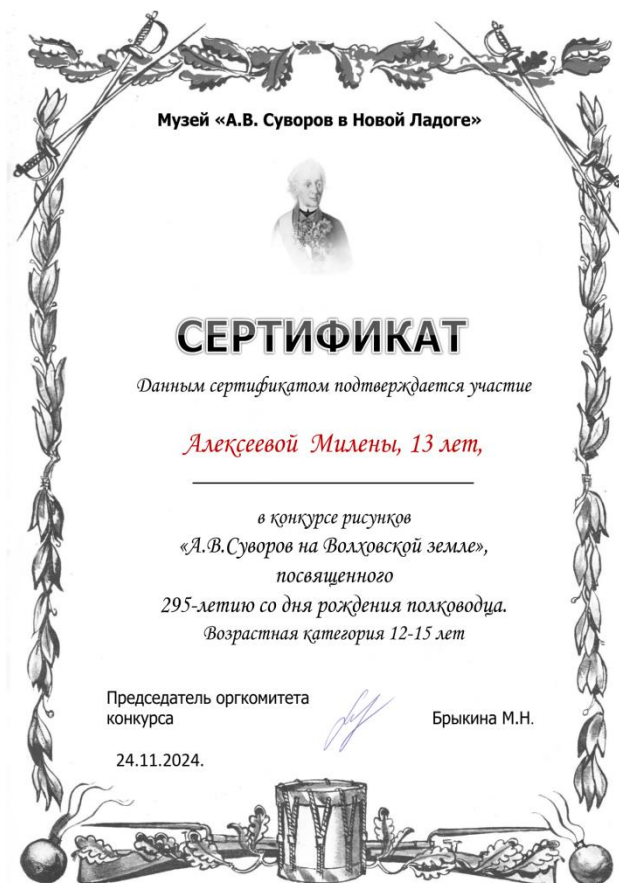 Музей «А.В. Суворов в Новой Ладоге»
СЕРТИФИКАТ
Данным сертификатом подтверждается участие
Алексеевой Милены, 13 лет,
в конкурсе рисунков
«А.В.Суворов на Волховской земле»,
посвященного
295-летию со дня рождения полководца.
Возрастная категория 12-15 лет
Председатель оргкомитета
конкурса
Брыкина М.Н.
24.11.2024.